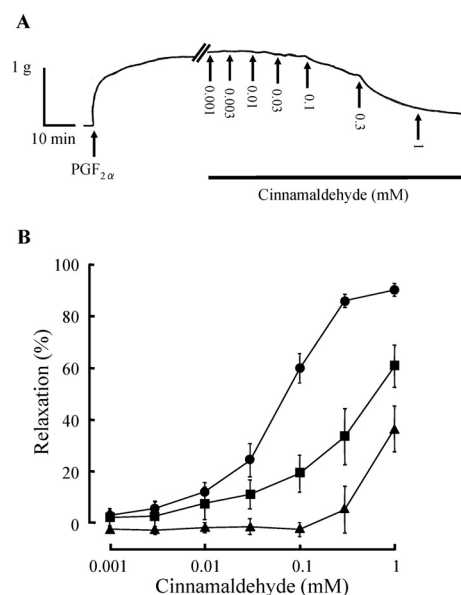 A
1 g
10 min
PGF2α
0.001
0.003
0.01
0.03
0.1
0.3
1
Cinnamaldehyde (mM)
B
Relaxation (%)
100
80
60
40
20
0
0.001
0.01
0.1
1
Cinnamaldehyde (mM)